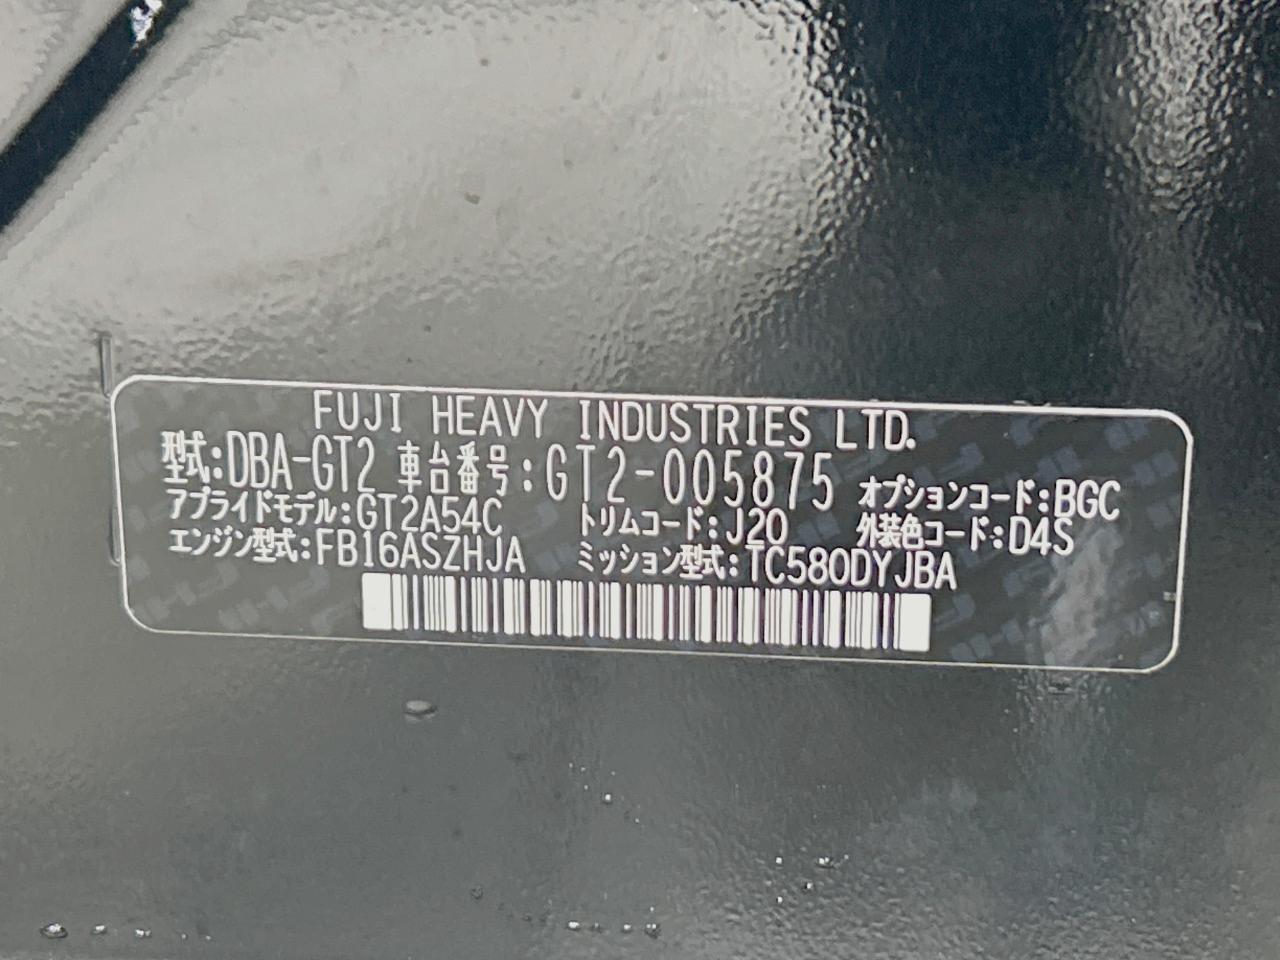 FUJI HEAVY INDUSTRIES LTD.
型式:DBA-GT2 車台番号:GT2-005875 オプションコード:BGC
アプライドモデル:GT2A54C トリムコード:J20 外装色コード:D4S
エンジン型式:FB16ASZHJA ミッション型式:TC580DYJBA